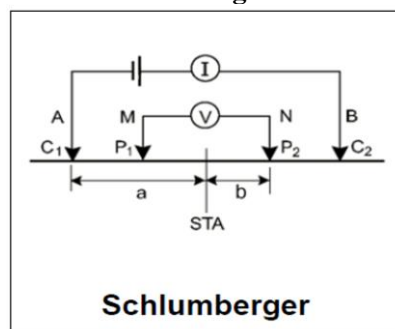 I
A M V N B
C1 P1 P2 C2
a b
STA
Schlumberger